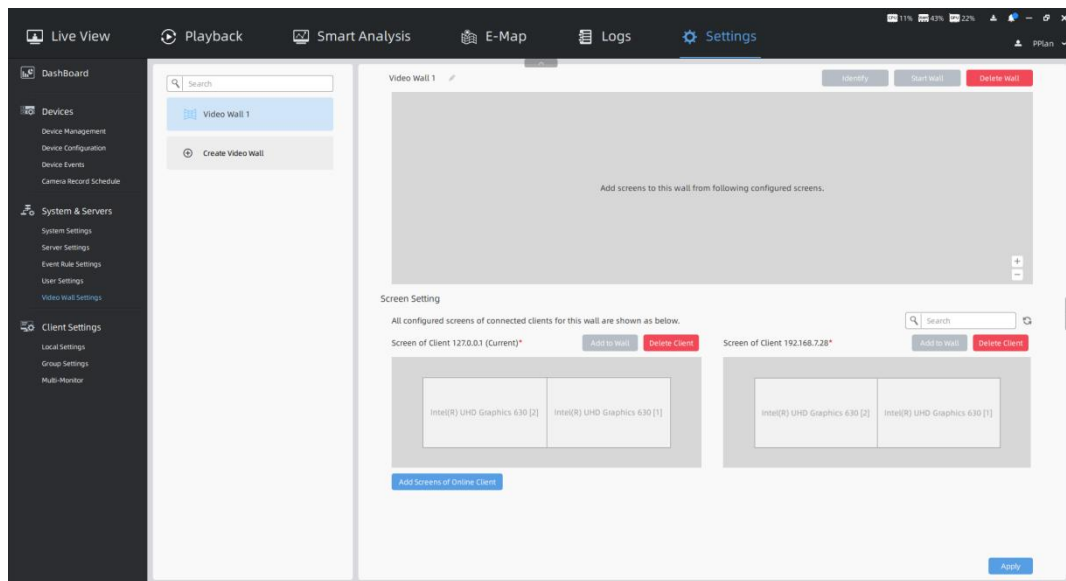 11% 43% 22%
Live View Playback Smart Analysis E-Map Logs Settings
PPlan
DashBoard
Devices
Device Management
Device Configuration
Device Events
Camera Record Schedule
System & Servers
System Settings
Server Settings
Event Rule Settings
User Settings
Video Wall Settings
Client Settings
Local Settings
Group Settings
Multi-Monitor
Search
Video Wall 1
Create Video Wall
Video Wall 1 Identify Start Wall Delete Wall
Add screens to this wall from following configured screens.
Screen Setting
All configured screens of connected clients for this wall are shown as below. Search
Screen of Client 127.0.0.1 (Current)* Add to Wall Delete Client
Intel(R) UHD Graphics 630 [2] Intel(R) UHD Graphics 630 [1]
Screen of Client 192.168.7.28* Add to Wall Delete Client
Intel(R) UHD Graphics 630 [2] Intel(R) UHD Graphics 630 [1]
Add Screens of Online Client
Apply